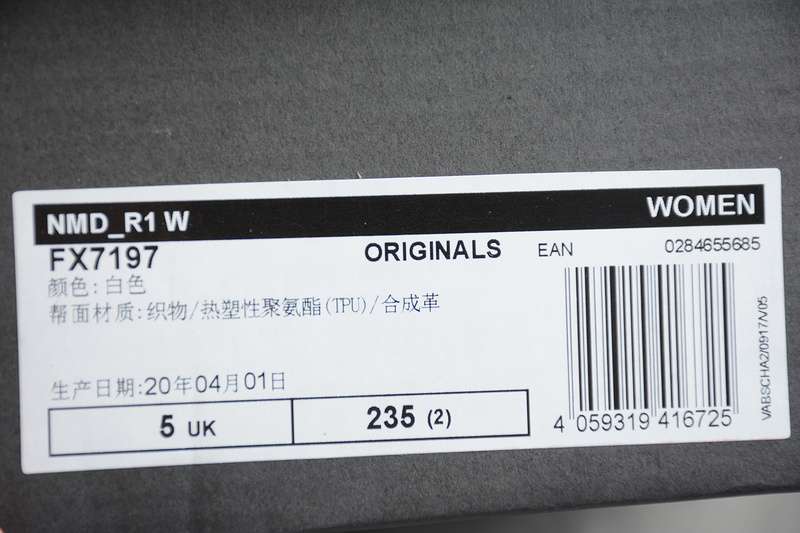 NMD_R1 W
WOMEN
FX7197
ORIGINALS
EAN
0284655685
颜色: 白色
帮面材质: 织物/热塑性聚氨酯(TPU)/合成革
生产日期:20年04月01日
5 UK
235 (2)
4 059319 416725
VABSCHA2/0917/V05